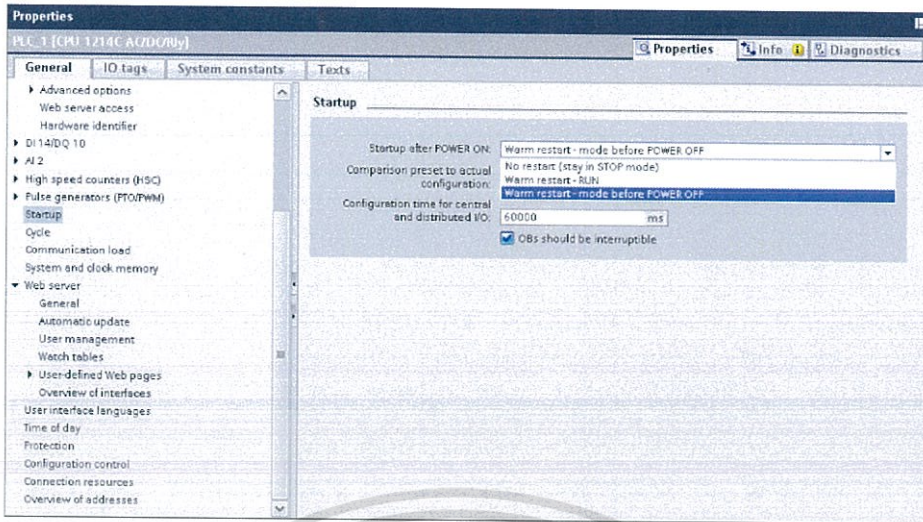 Properties
PLC_1 [CPU 1214C AC/DC/Rly]
Properties
Info
Diagnostics
General
IO tags
System constants
Texts
Advanced options
Web server access
Hardware identifier
DI 14/DQ 10
AI 2
High speed counters (HSC)
Pulse generators (PTO/PWM)
Startup
Cycle
Communication load
System and clock memory
Web server
General
Automatic update
User management
Watch tables
User-defined Web pages
Overview of interfaces
User interface languages
Time of day
Protection
Configuration control
Connection resources
Overview of addresses
Startup
Startup after POWER ON:
Warm restart - mode before POWER OFF
No restart (stay in STOP mode)
Warm restart - RUN
Warm restart - mode before POWER OFF
Comparison preset to actual
configuration:
Configuration time for central
and distributed I/O:
60000 ms
OBs should be interruptible